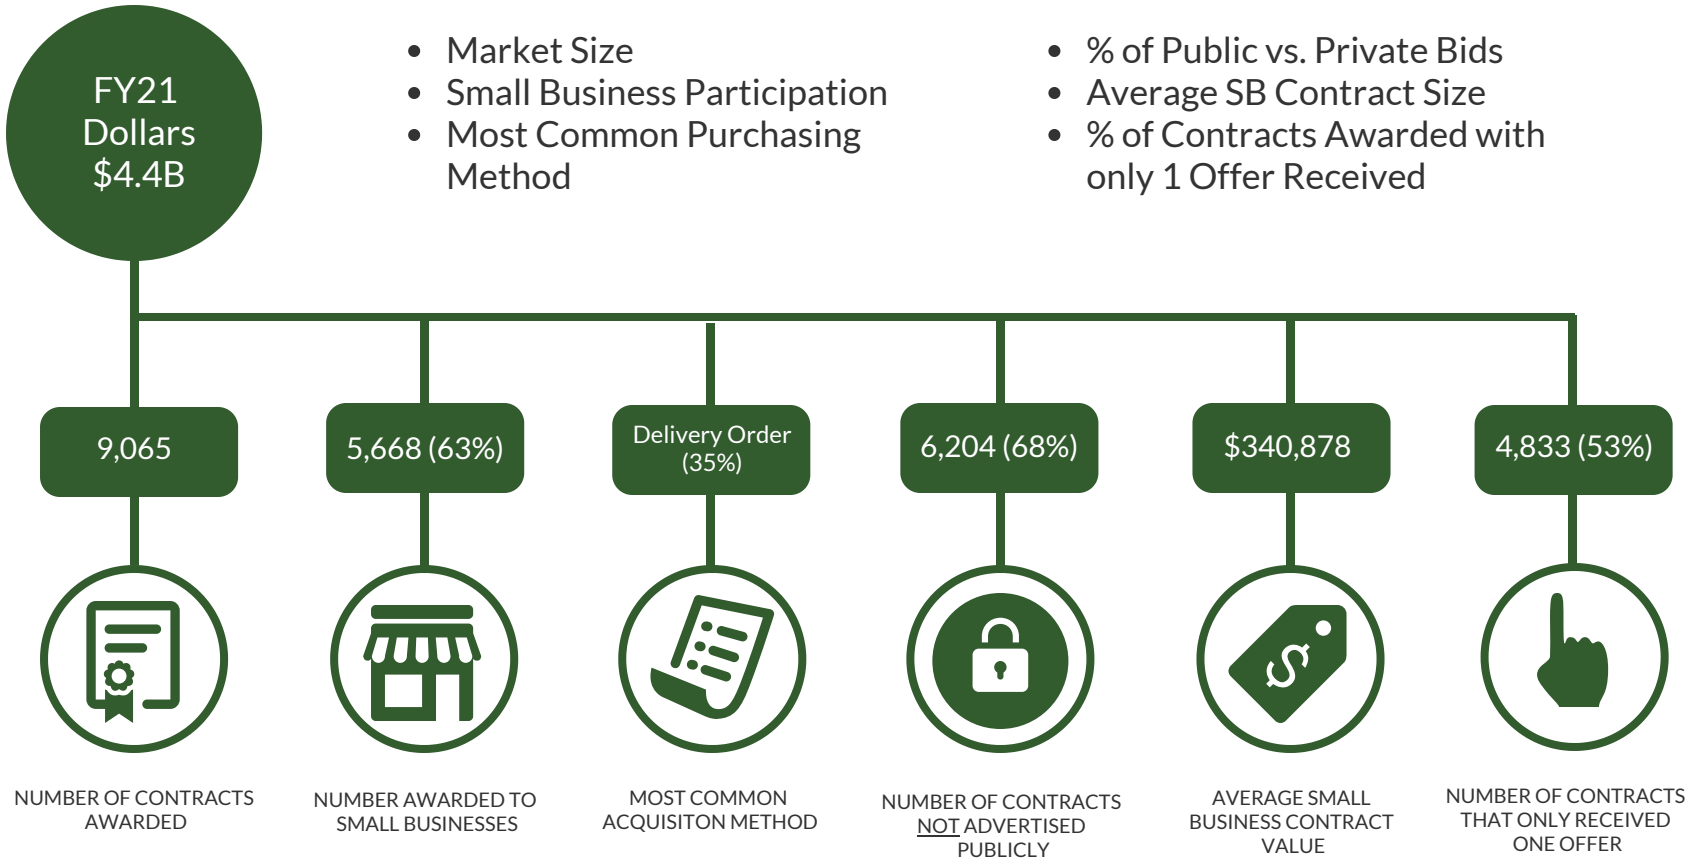 FY21
Dollars
$4.4B
• Market Size
• Small Business Participation
• Most Common Purchasing
Method
• % of Public vs. Private Bids
• Average SB Contract Size
• % of Contracts Awarded with
only 1 Offer Received
9,065
5,668 (63%)
Delivery Order
(35%)
6,204 (68%)
$340,878
4,833 (53%)
NUMBER OF CONTRACTS
AWARDED
NUMBER AWARDED TO
SMALL BUSINESSES
MOST COMMON
ACQUISITON METHOD
NUMBER OF CONTRACTS
NOT ADVERTISED
PUBLICLY
AVERAGE SMALL
BUSINESS CONTRACT
VALUE
NUMBER OF CONTRACTS
THAT ONLY RECEIVED
ONE OFFER